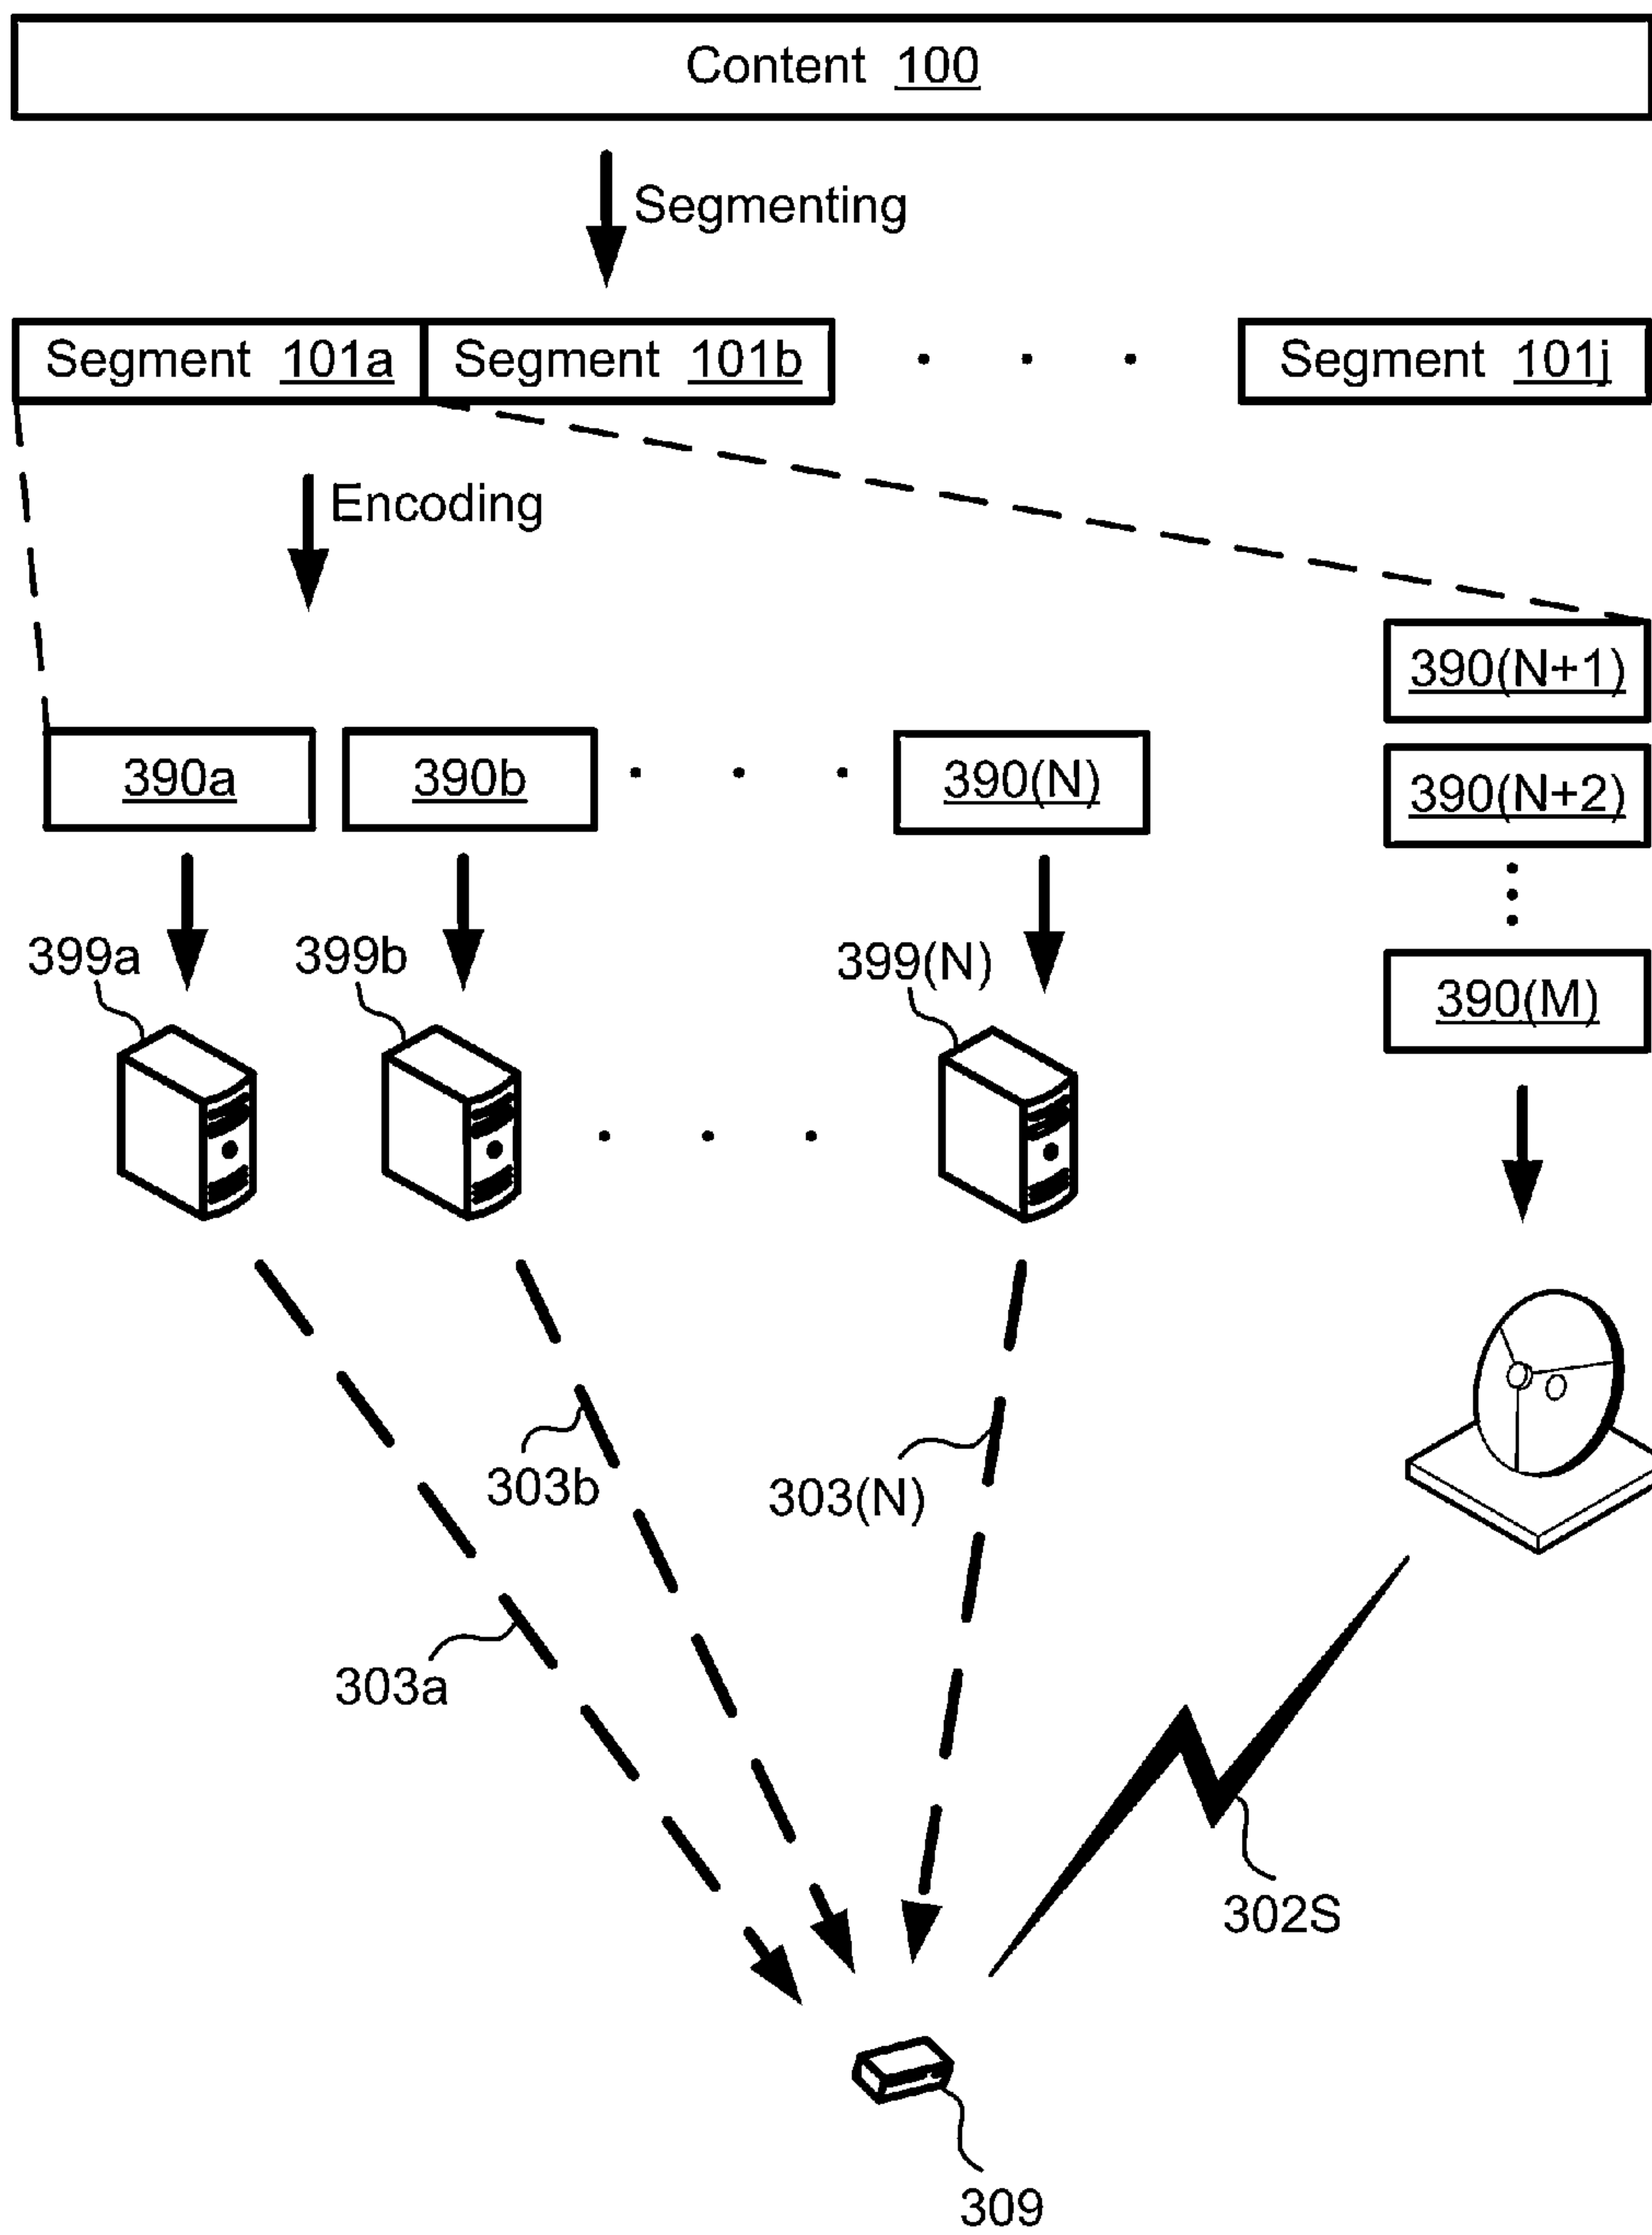 Content 100
Segmenting
Segment 101a Segment 101b Segment 101j
Encoding
390(N+1)
390a 390b 390(N) 390(N+2)
399a 399b 399(N) 390(M)
303b 303(N)
303a
302S
309